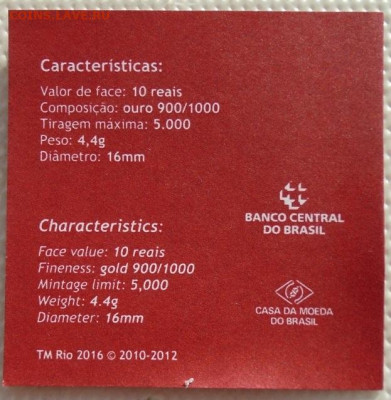 COINS.LAVE.RU
Caracteristicas:
Valor de face: 10 reais
Composição: ouro 900/1000
Tiragem máxima: 5.000
Peso: 4,4g
Diâmetro: 16mm
BANCO CENTRAL
DO BRASIL
Characteristics:
Face value: 10 reais
Fineness: gold 900/1000
Mintage limit: 5,000
Weight: 4.4g
Diameter: 16mm
CASA DA MOEDA
DO BRASIL
TM Rio 2016 © 2010-2012